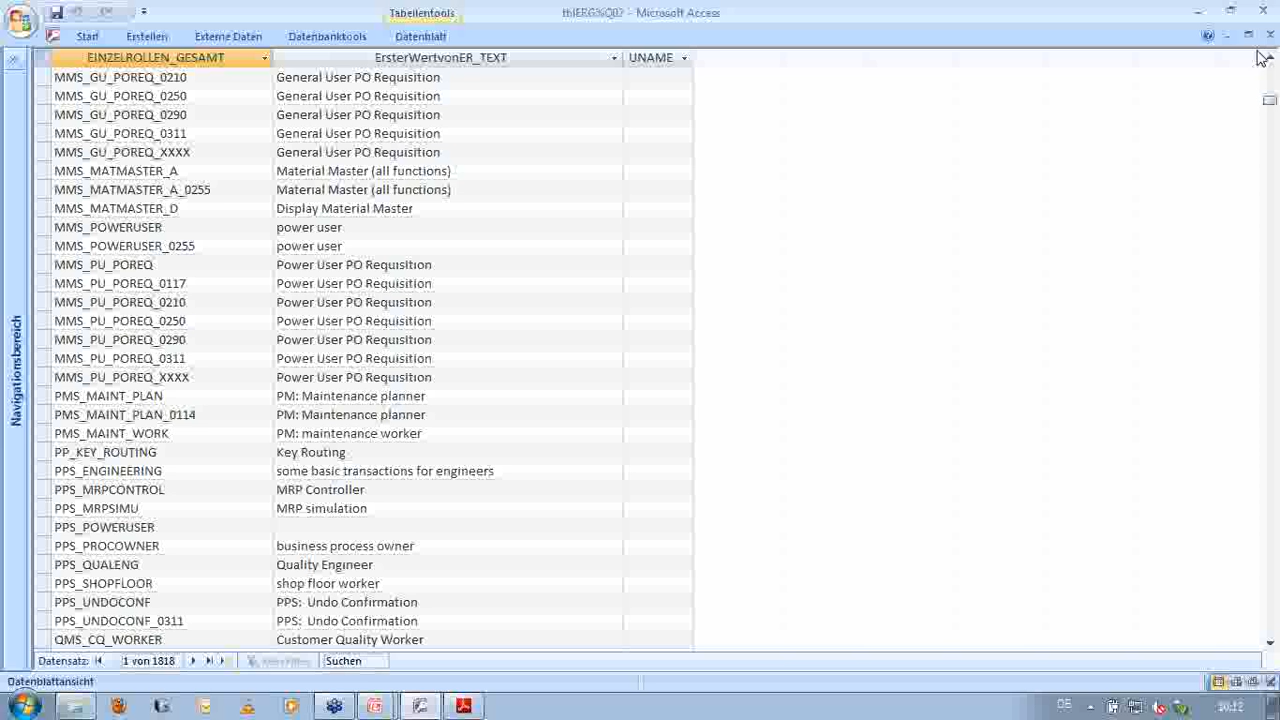 Tabellentools
Microsoft Access
Start Erstellen Externe Daten Datenbanktools Datenblatt
EINZELROLLEN_GESAMT ErsterWertvonER_TEXT UNAME
MMS_GU_POREQ_0210 General User PO Requisition
MMS_GU_POREQ_0250 General User PO Requisition
MMS_GU_POREQ_0290 General User PO Requisition
MMS_GU_POREQ_0311 General User PO Requisition
MMS_GU_POREQ_XXXX General User PO Requisition
MMS_MATMASTER_A Material Master (all functions)
MMS_MATMASTER_A_0255 Material Master (all functions)
MMS_MATMASTER_D Display Material Master
MMS_POWERUSER power user
MMS_POWERUSER_0255 power user
MMS_PU_POREQ Power User PO Requisition
MMS_PU_POREQ_0117 Power User PO Requisition
MMS_PU_POREQ_0210 Power User PO Requisition
MMS_PU_POREQ_0250 Power User PO Requisition
MMS_PU_POREQ_0290 Power User PO Requisition
MMS_PU_POREQ_0311 Power User PO Requisition
MMS_PU_POREQ_XXXX Power User PO Requisition
PMS_MAINT_PLAN PM: Maintenance planner
PMS_MAINT_PLAN_0114 PM: Maintenance planner
PMS_MAINT_WORK PM: maintenance worker
PP_KEY_ROUTING Key Routing
PPS_ENGINEERING some basic transactions for engineers
PPS_MRPCONTROL MRP Controller
PPS_MRPSIMU MRP simulation
PPS_POWERUSER
PPS_PROCOWNER business process owner
PPS_QUALENG Quality Engineer
PPS_SHOPFLOOR shop floor worker
PPS_UNDOCONF PPS: Undo Confirmation
PPS_UNDOCONF_0311 PPS: Undo Confirmation
QMS_CQ_WORKER Customer Quality Worker
Navigationsbereich
Datensatz: 1 von 1818 Suchen
Datenblattansicht
DE 10:12